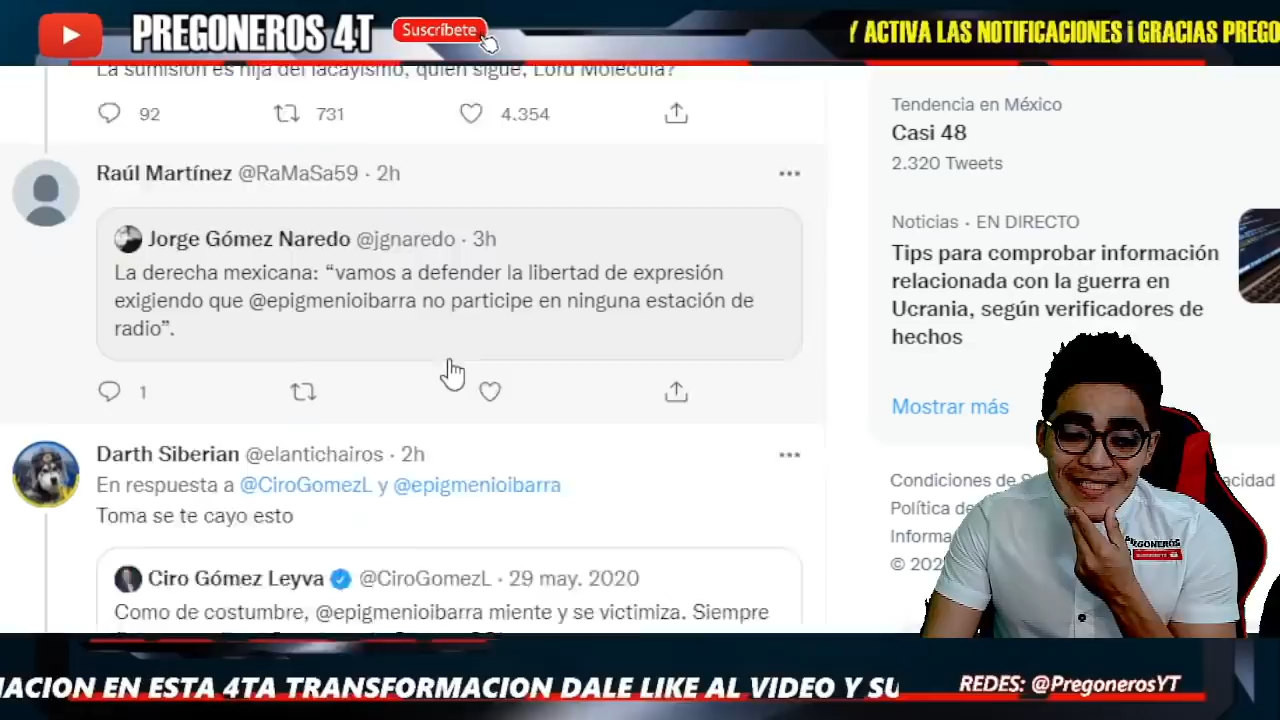 PREGONEROS 4T
Suscríbete
Y ACTIVA LAS NOTIFICACIONES ¡ GRACIAS PREGO
La sumisión es hija del lacayismo, quien sigue, Lord Molécula?
92 731 4.354
Raúl Martínez @RaMaSa59 · 2h
Jorge Gómez Naredo @jgnaredo · 3h
La derecha mexicana: “vamos a defender la libertad de expresión
exigiendo que @epigmenioibarra no participe en ninguna estación de
radio”.
1
Darth Siberian @elantichairos · 2h
En respuesta a @CiroGomezL y @epigmenioibarra
Toma se te cayo esto
Ciro Gómez Leyva @CiroGomezL · 29 may. 2020
Como de costumbre, @epigmenioibarra miente y se victimiza. Siempre
Tendencia en México
Casi 48
2.320 Tweets
Noticias · EN DIRECTO
Tips para comprobar información
relacionada con la guerra en
Ucrania, según verificadores de
hechos
Mostrar más
Condiciones de
Política de
© 202
PREGONEROS
MACION EN ESTA 4TA TRANSFORMACION DALE LIKE AL VIDEO Y SU
REDES: @PregonerosYT